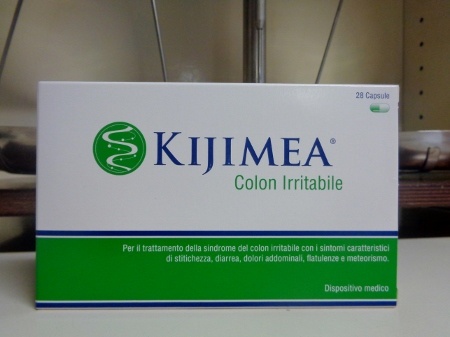 28 Capsule
KIJIMEA®
Colon Irritabile
Per il trattamento della sindrome del colon irritabile con i sintomi caratteristici
di stitichezza, diarrea, dolori addominali, flatulenze e meteorismo.
Dispositivo medico